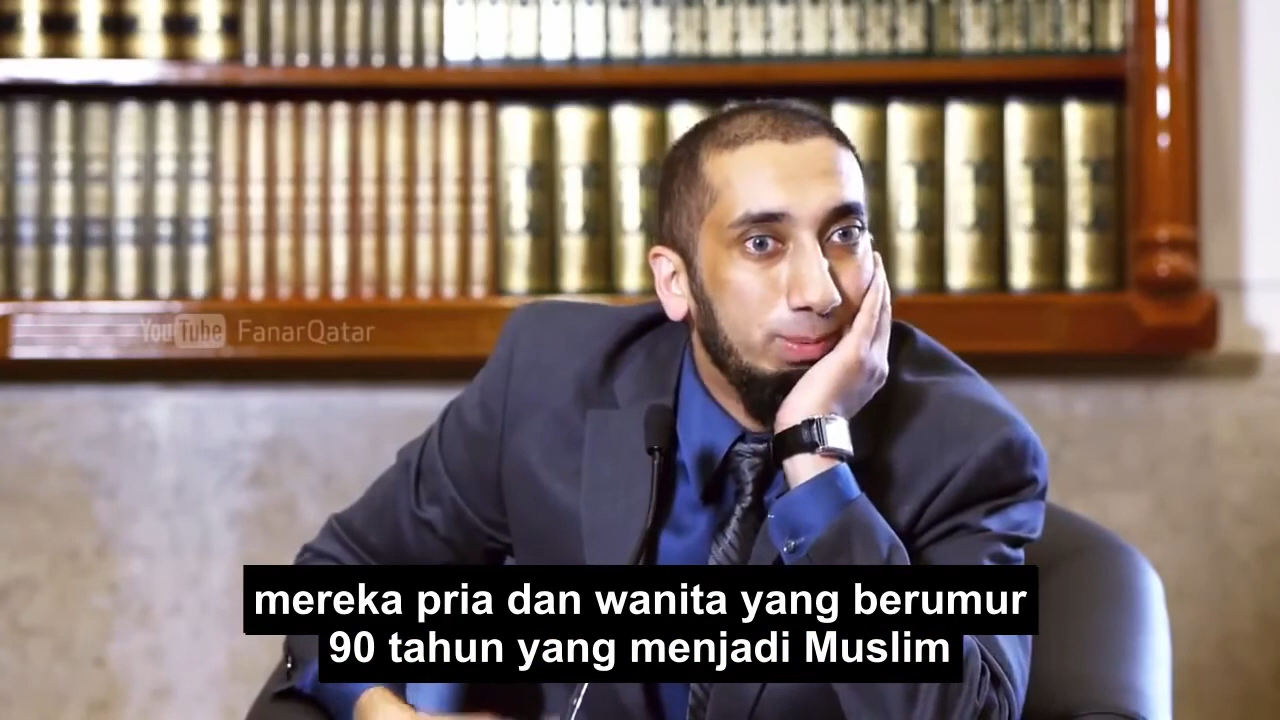 YouTube FanarQatar
mereka pria dan wanita yang berumur
90 tahun yang menjadi Muslim